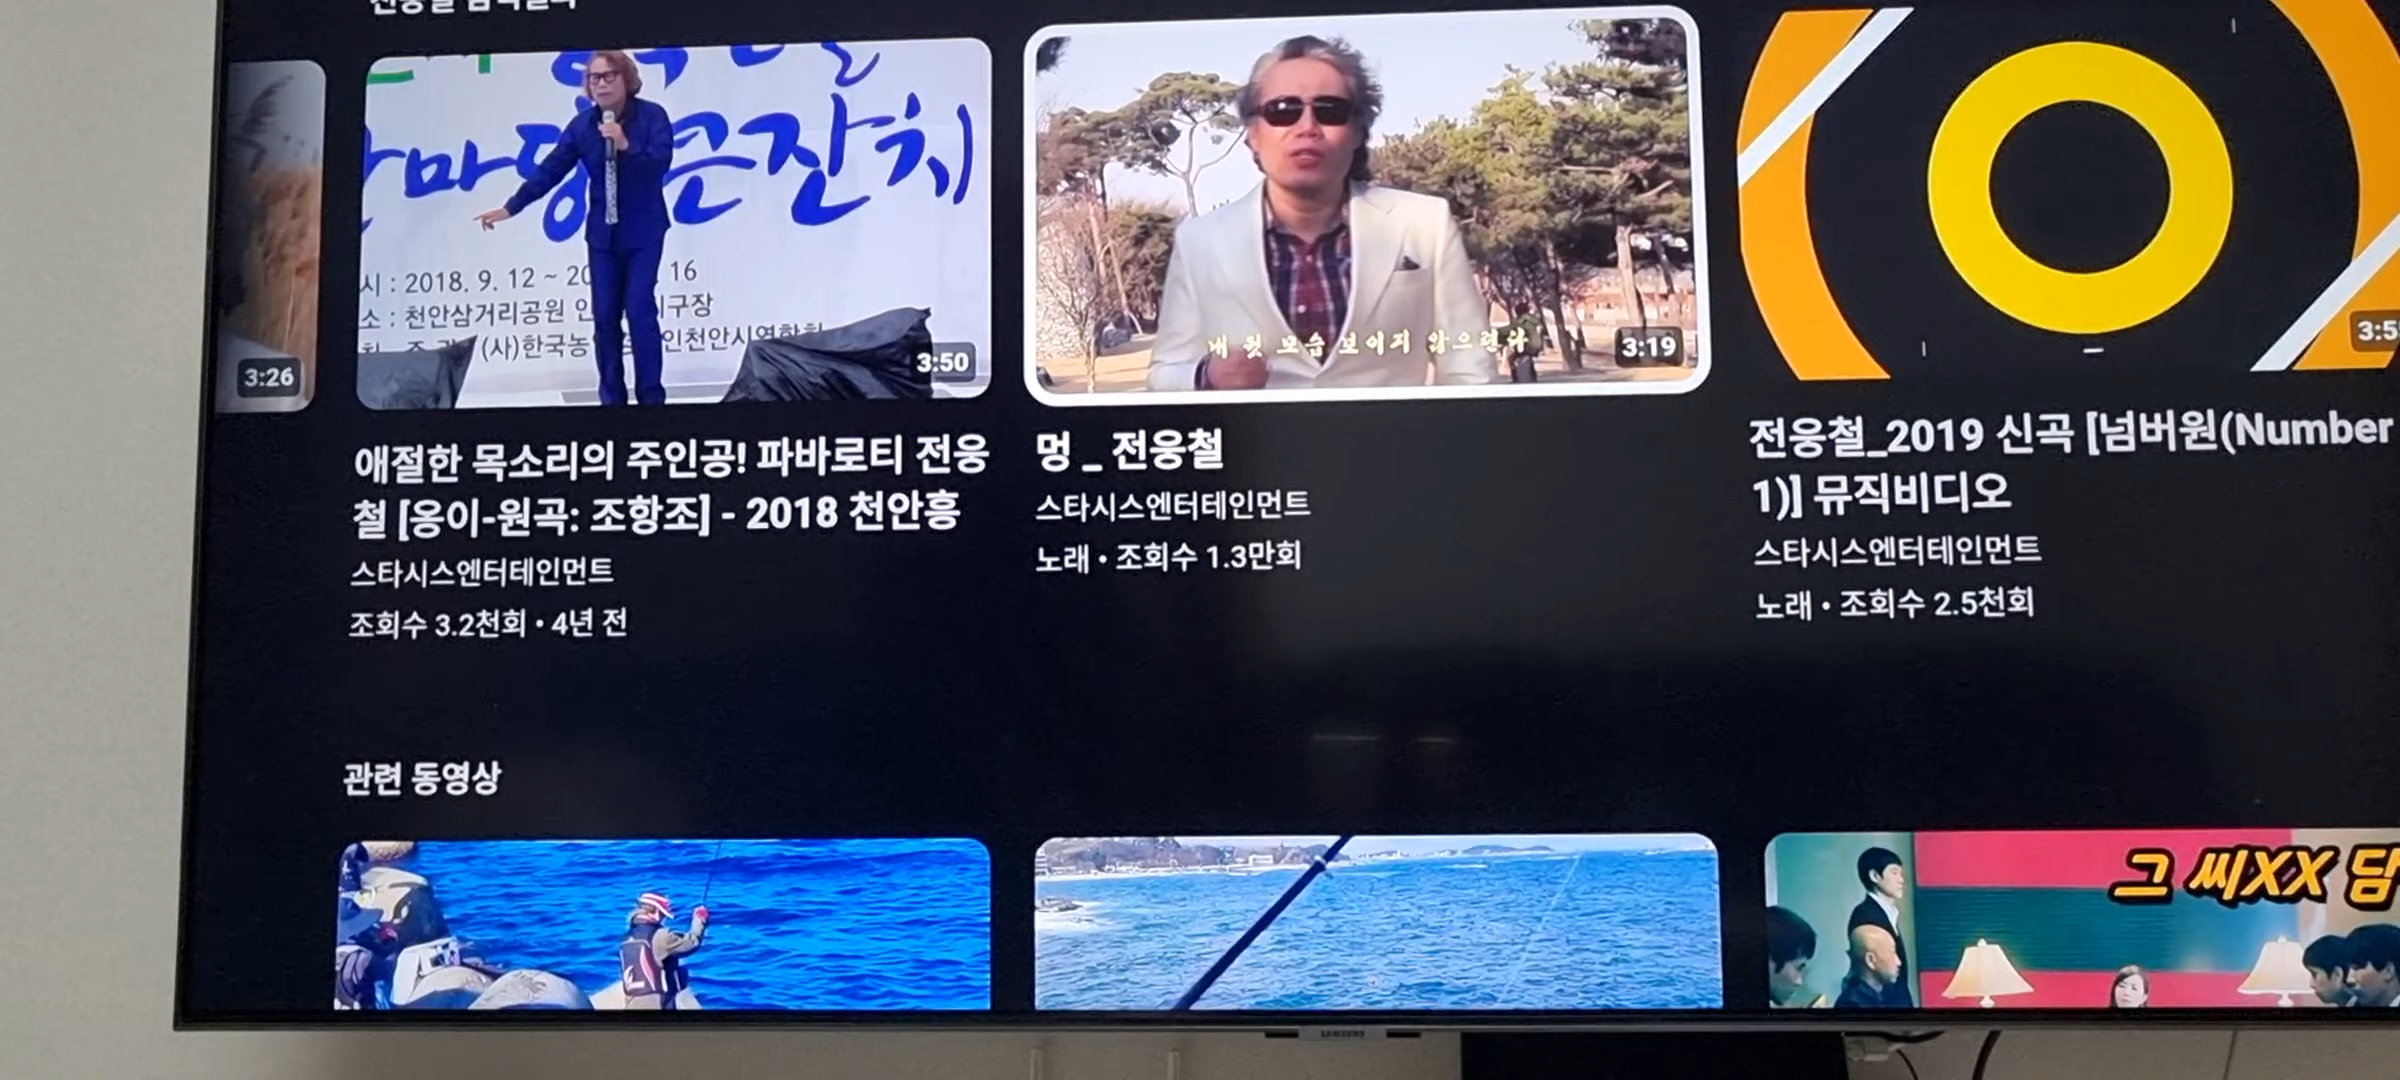 전웅철
큰잔치
시 : 2018. 9. 12 ~ 20 16
소 : 천안삼거리공원
(사)한국농
3:26
3:50
내 뒷 모습 보이지 않으련다
3:19
3:5
애절한 목소리의 주인공! 파바로티 전웅
철 [옹이-원곡: 조항조] - 2018 천안흥
스타시스엔터테인먼트
조회수 3.2천회 • 4년 전
멍 _ 전웅철
스타시스엔터테인먼트
노래 • 조회수 1.3만회
전웅철_2019 신곡 [넘버원(Number
1)] 뮤직비디오
스타시스엔터테인먼트
노래 • 조회수 2.5천회
관련 동영상
그 씨XX 담
SAMSUNG